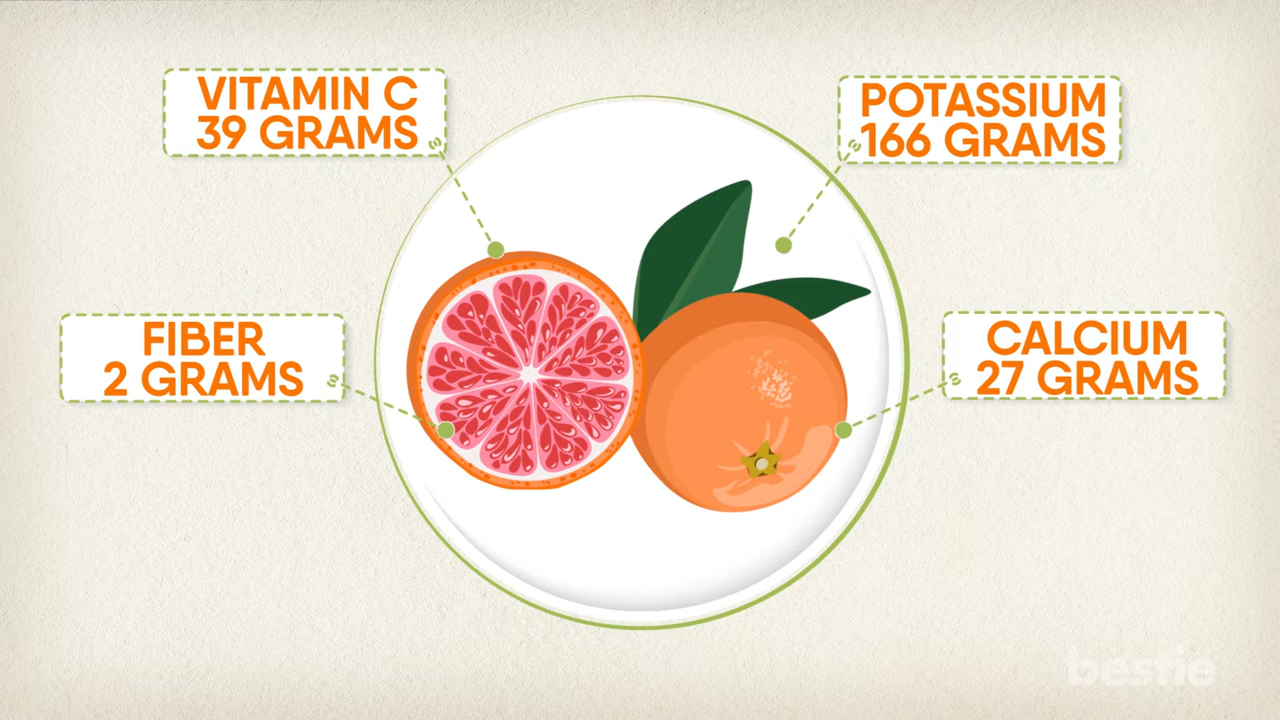 VITAMIN C
39 GRAMS
POTASSIUM
166 GRAMS
FIBER
2 GRAMS
CALCIUM
27 GRAMS
bestie